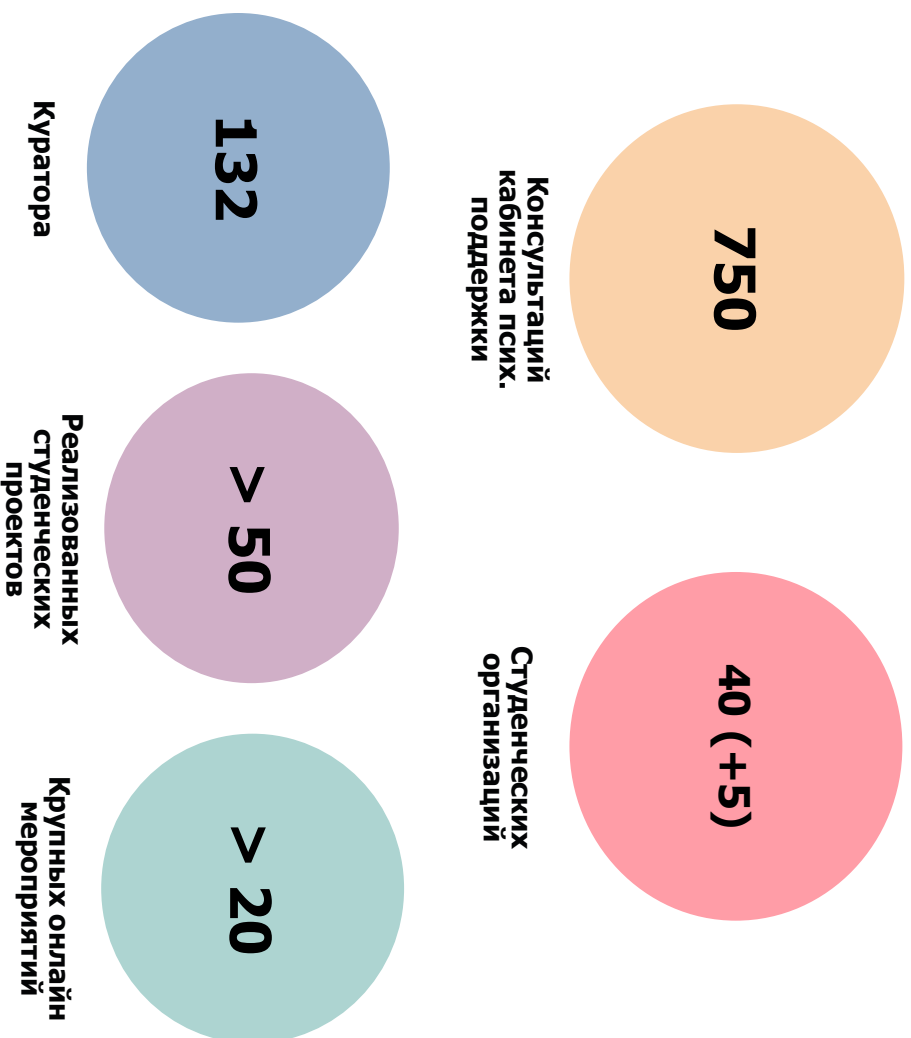 750
Консультаций
кабинета псих.
поддержки
40 (+5)
Студенческих
организаций
132
Куратора
> 50
Реализованных
студенческих
проектов
> 20
Крупных онлайн
мероприятий